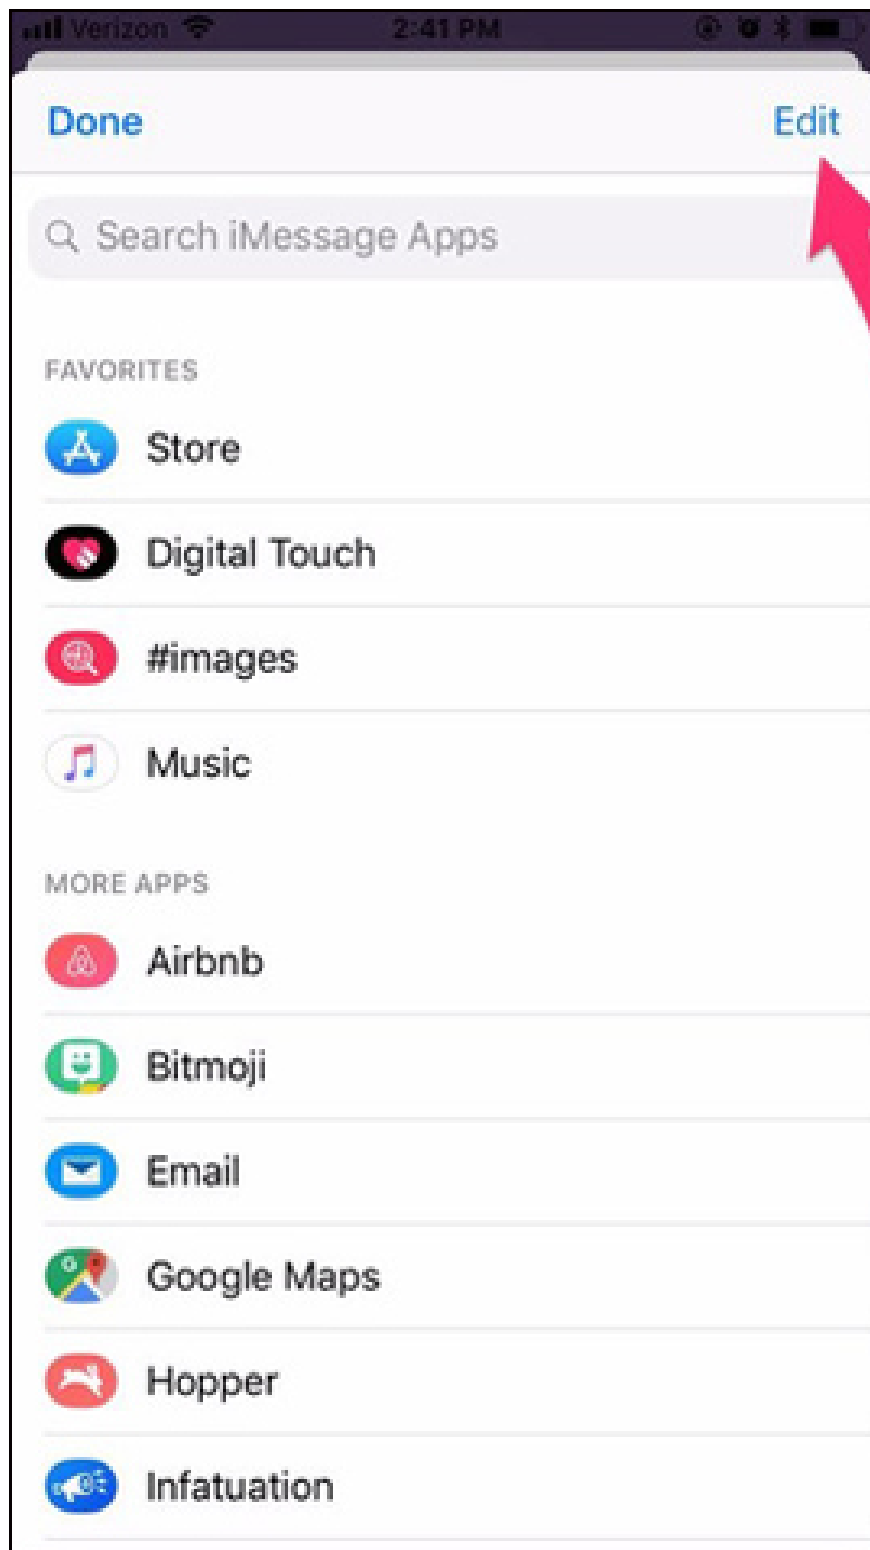 Verizon 2:41 PM
Done Edit
Search iMessage Apps
FAVORITES
Store
Digital Touch
#images
Music
MORE APPS
Airbnb
Bitmoji
Email
Google Maps
Hopper
Infatuation